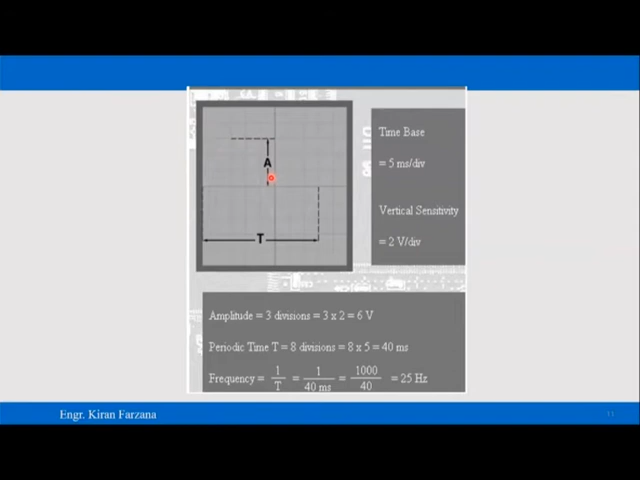 A
T
Time Base
= 5 ms/div
Vertical Sensitivity
= 2 V/div
Amplitude = 3 divisions = 3 x 2 = 6 V
Periodic Time T = 8 divisions = 8 x 5 = 40 ms
Frequency = 1/T = 1/40 ms = 1000/40 = 25 Hz
Engr. Kiran Farzana
11